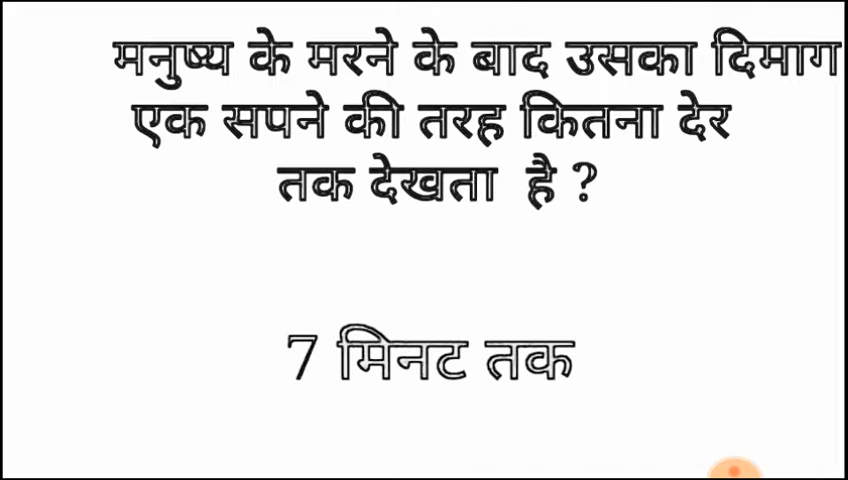 मनुष्य के मरने के बाद उसका दिमाग
एक सपने की तरह कितना देर
तक देखता है ?
7 मिनट तक